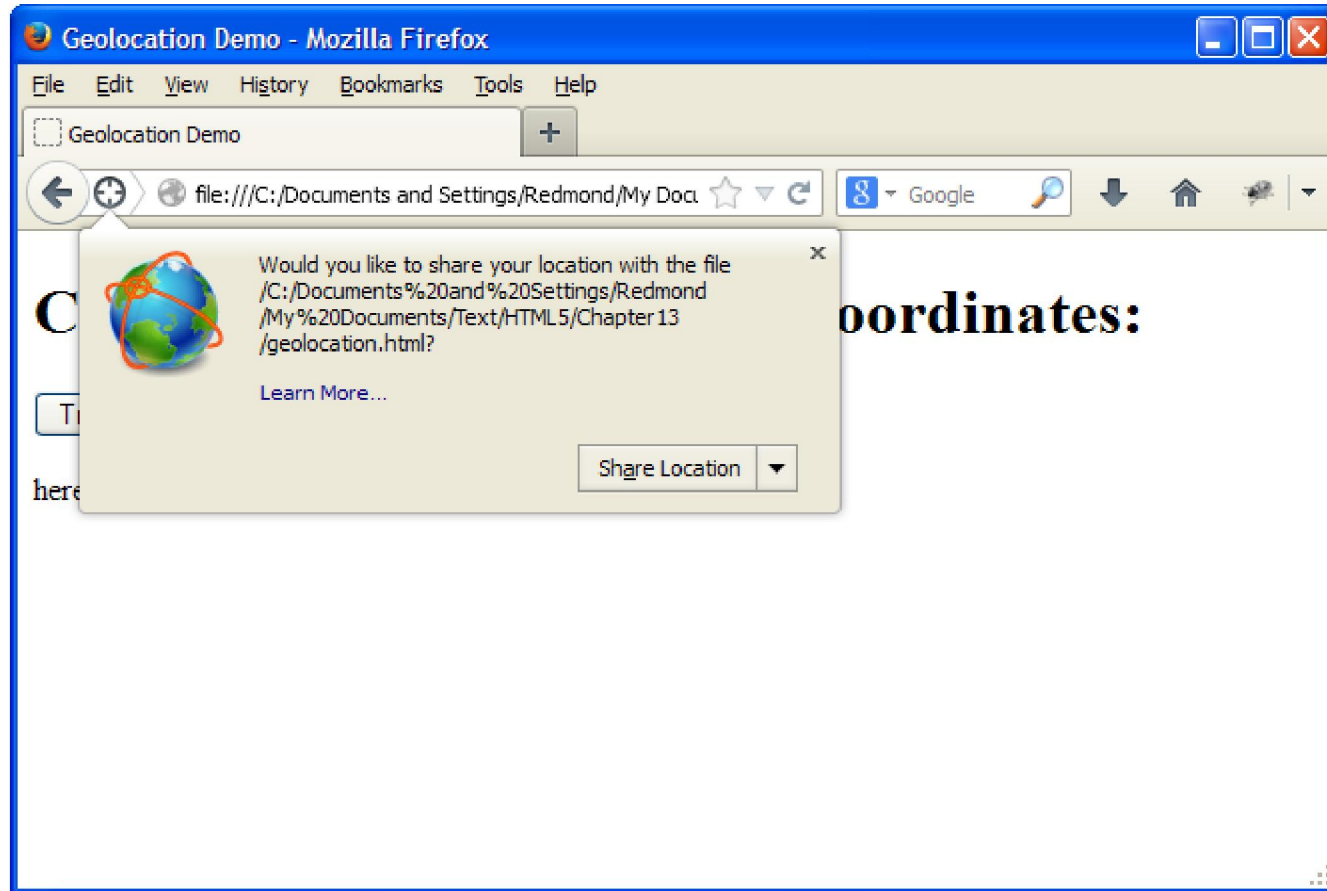 Geolocation Demo - Mozilla Firefox
File Edit View History Bookmarks Tools Help
Geolocation Demo +
file:///C:/Documents and Settings/Redmond/My Docu 8 Google
Would you like to share your location with the file
/C:/Documents%20and%20Settings/Redmond
/My%20Documents/Text/HTML5/Chapter13
/geolocation.html?
Learn More...
Share Location
C oordinates:
T
here